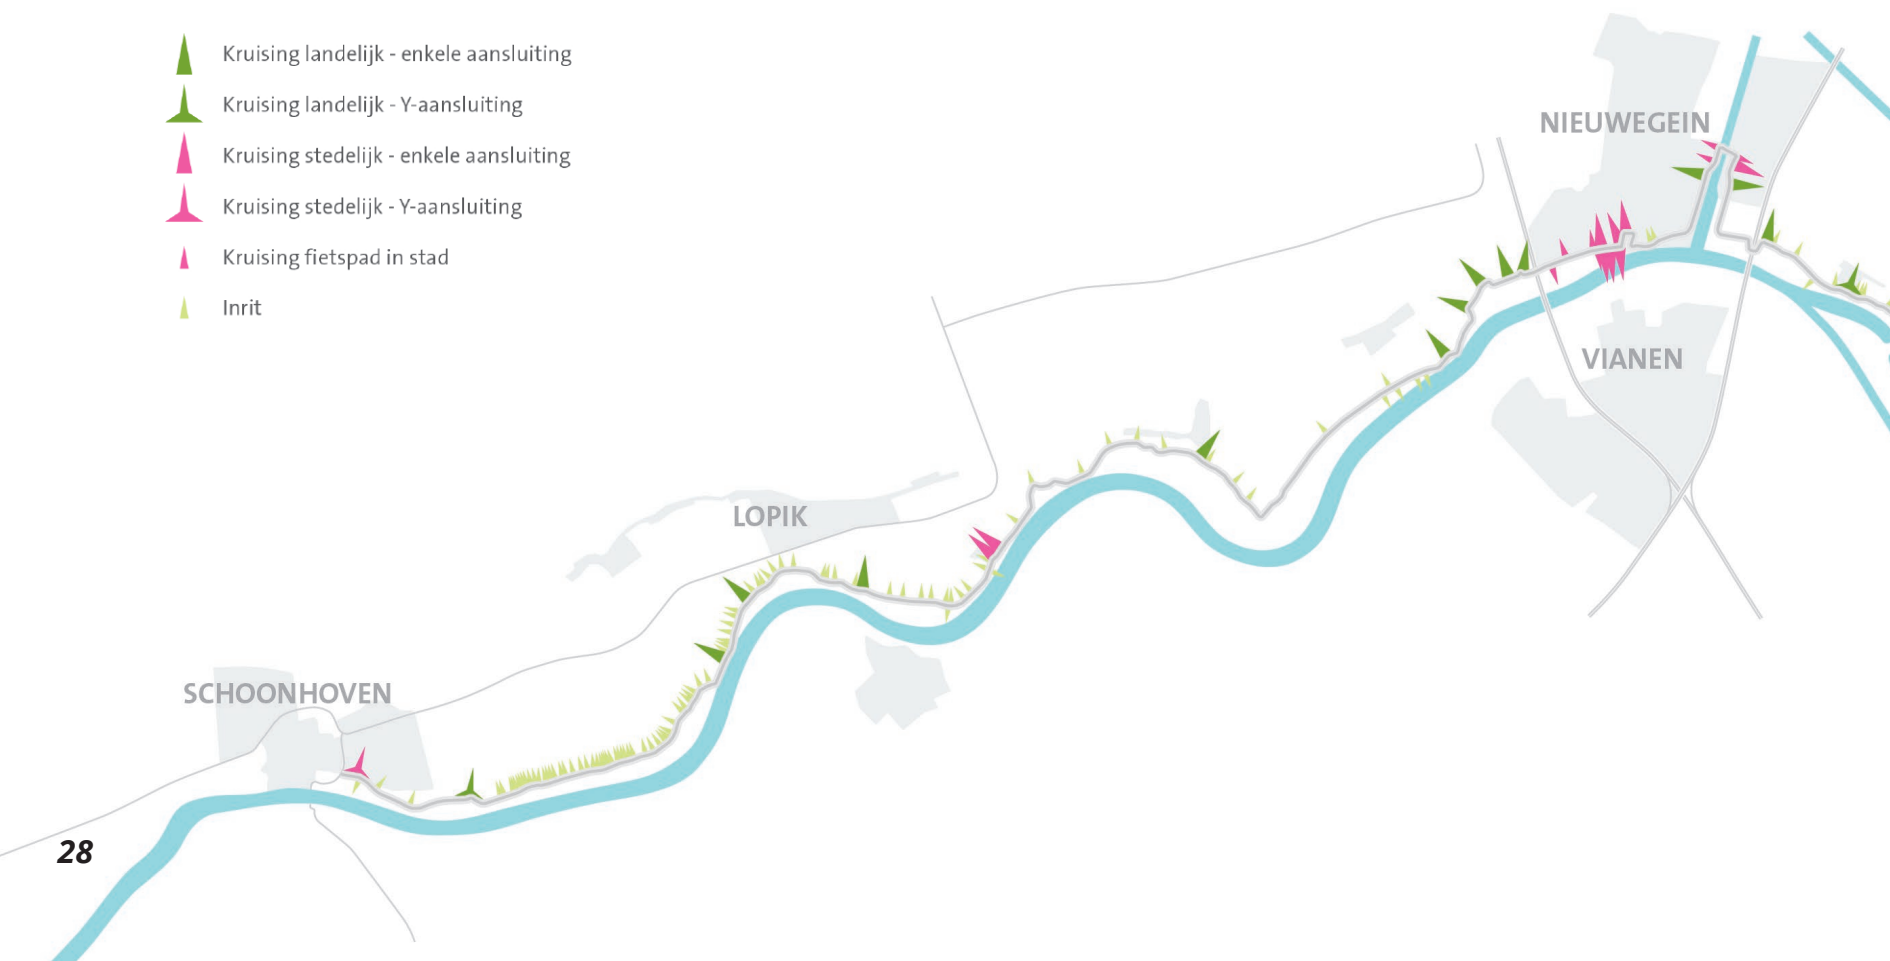 Kruising landelijk - enkele aansluiting
Kruising landelijk - Y-aansluiting
Kruising stedelijk - enkele aansluiting
Kruising stedelijk - Y-aansluiting
Kruising fietspad in stad
Inrit
NIEUWEGEIN
VIANEN
LOPIK
SCHOONHOVEN
28